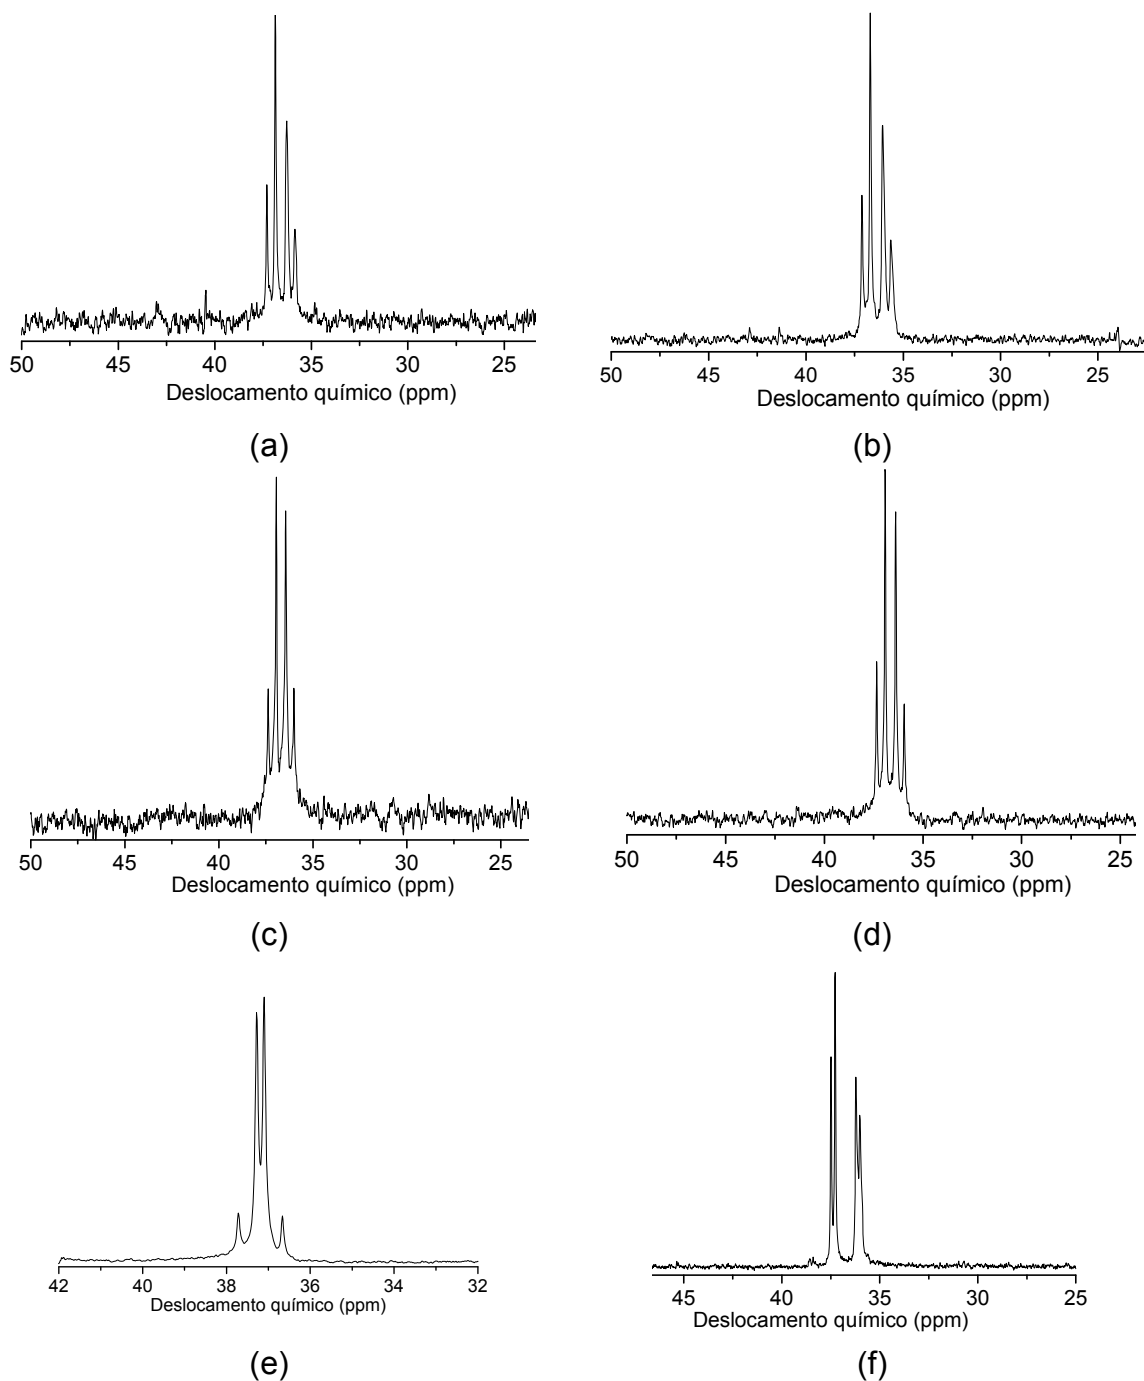 50 45 40 35 30 25
Deslocamento químico (ppm)
(a)
50 45 40 35 30 25
Deslocamento químico (ppm)
(b)
50 45 40 35 30 25
Deslocamento químico (ppm)
(c)
50 45 40 35 30 25
Deslocamento químico (ppm)
(d)
42 40 38 36 34 32
Deslocamento químico (ppm)
(e)
45 40 35 30 25
Deslocamento químico (ppm)
(f)